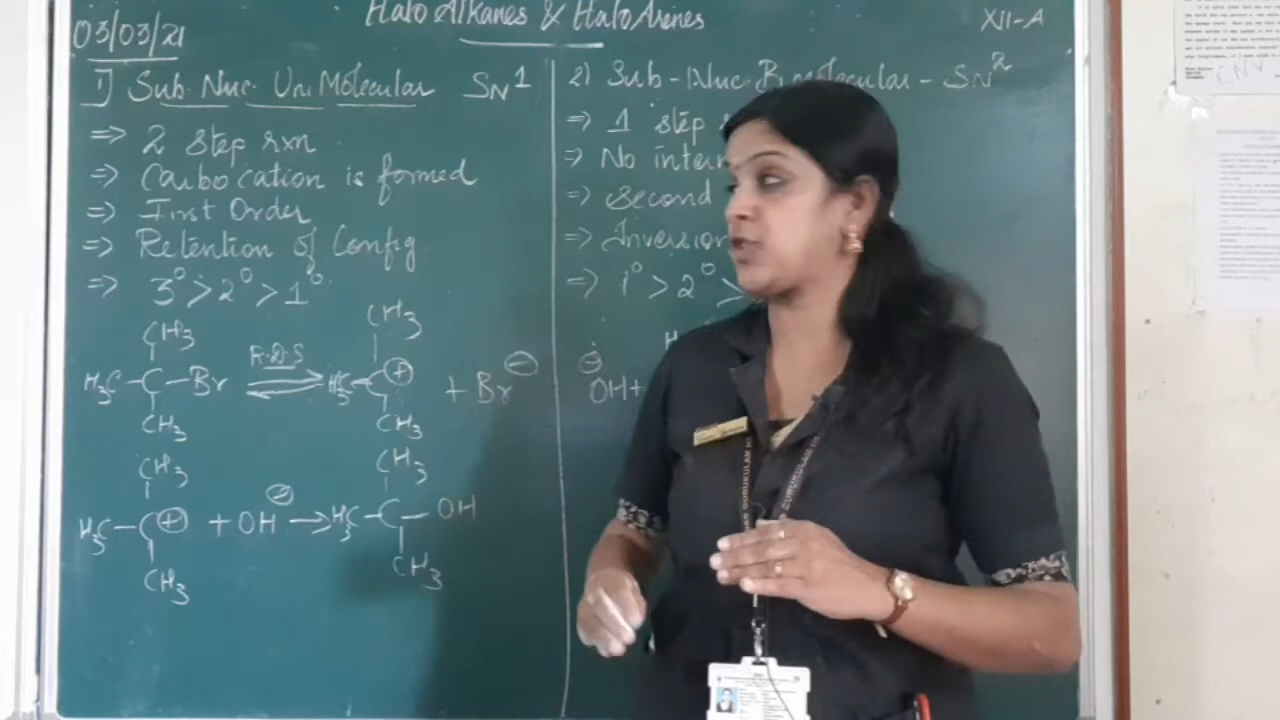 Halo Alkanes & Halo Arenes
XII-A
03/03/21
1) Sub. Nuc. Uni Molecular SN1
=> 2 step rxn
=> Carbocation is formed
=> First Order
=> Retention of Config
=> 3° > 2° > 1°
CH3
H3C - C - Br
CH3
R.D.S
CH3
H3C - C ⊕ + Br ⊖
CH3
CH3
H3C - C ⊕ + OH ⊖ →
CH3
CH3
H3C - C - OH
CH3
2) Sub-Nuc-Bimolecular - SN2
=> 1 step
=> No inter
=> Second
=> Inversion
=> 1° > 2° >
H
⊖
OH +
CNV